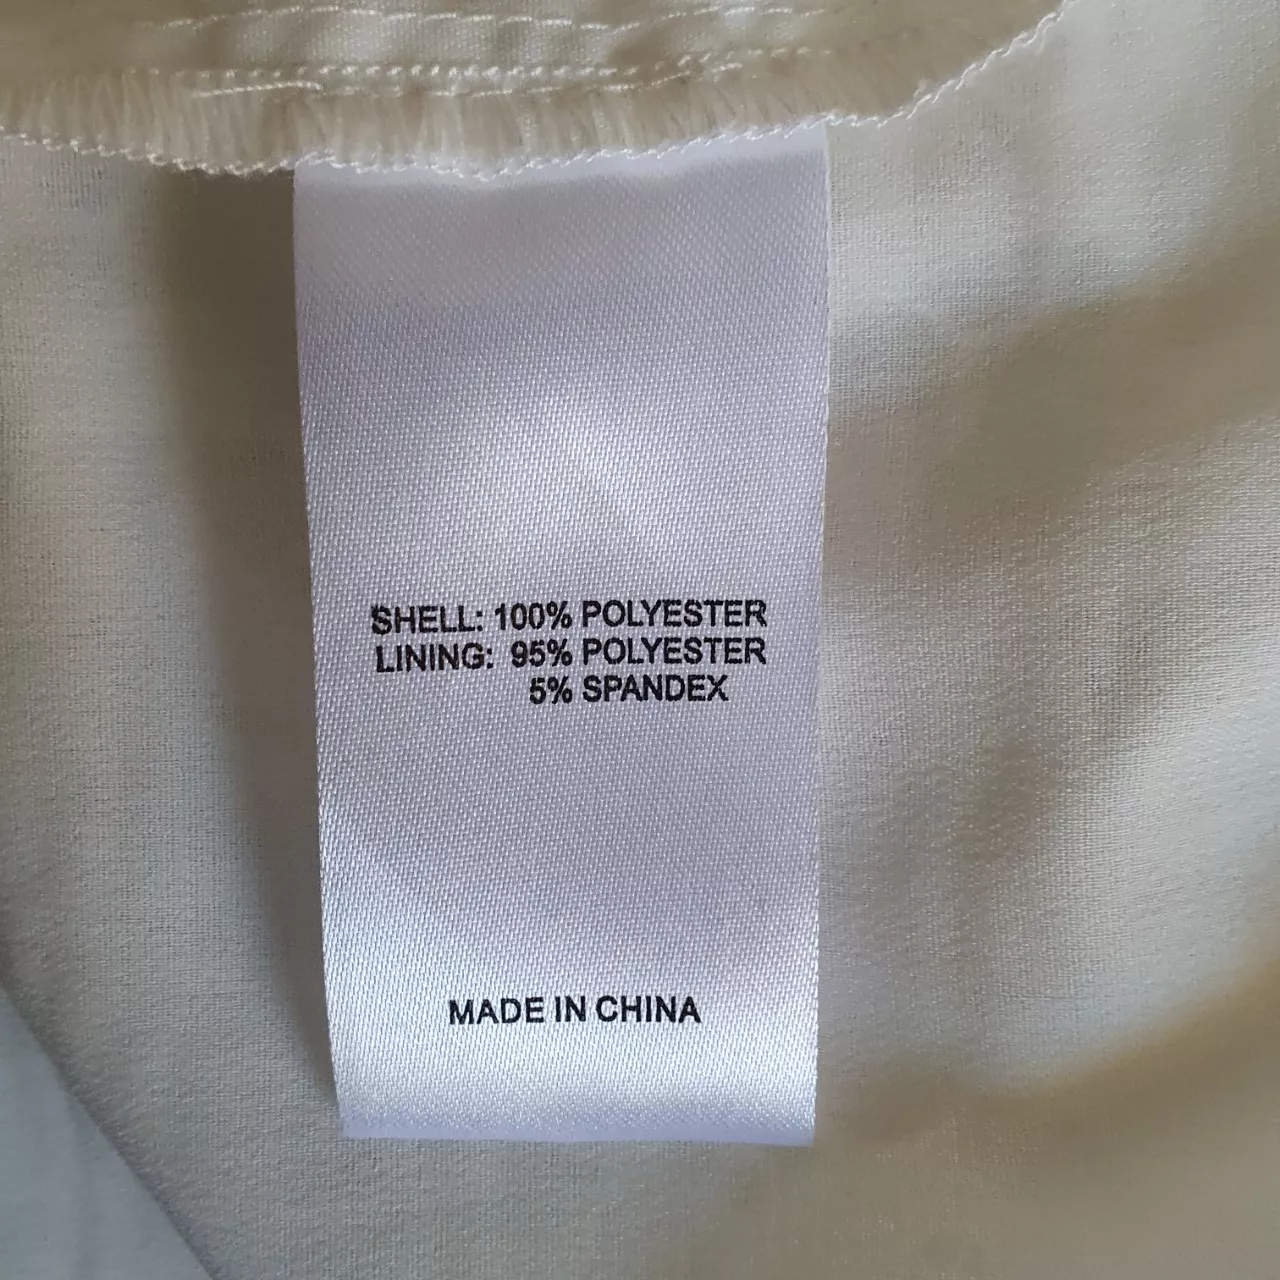 SHELL: 100% POLYESTER
LINING: 95% POLYESTER
5% SPANDEX
MADE IN CHINA